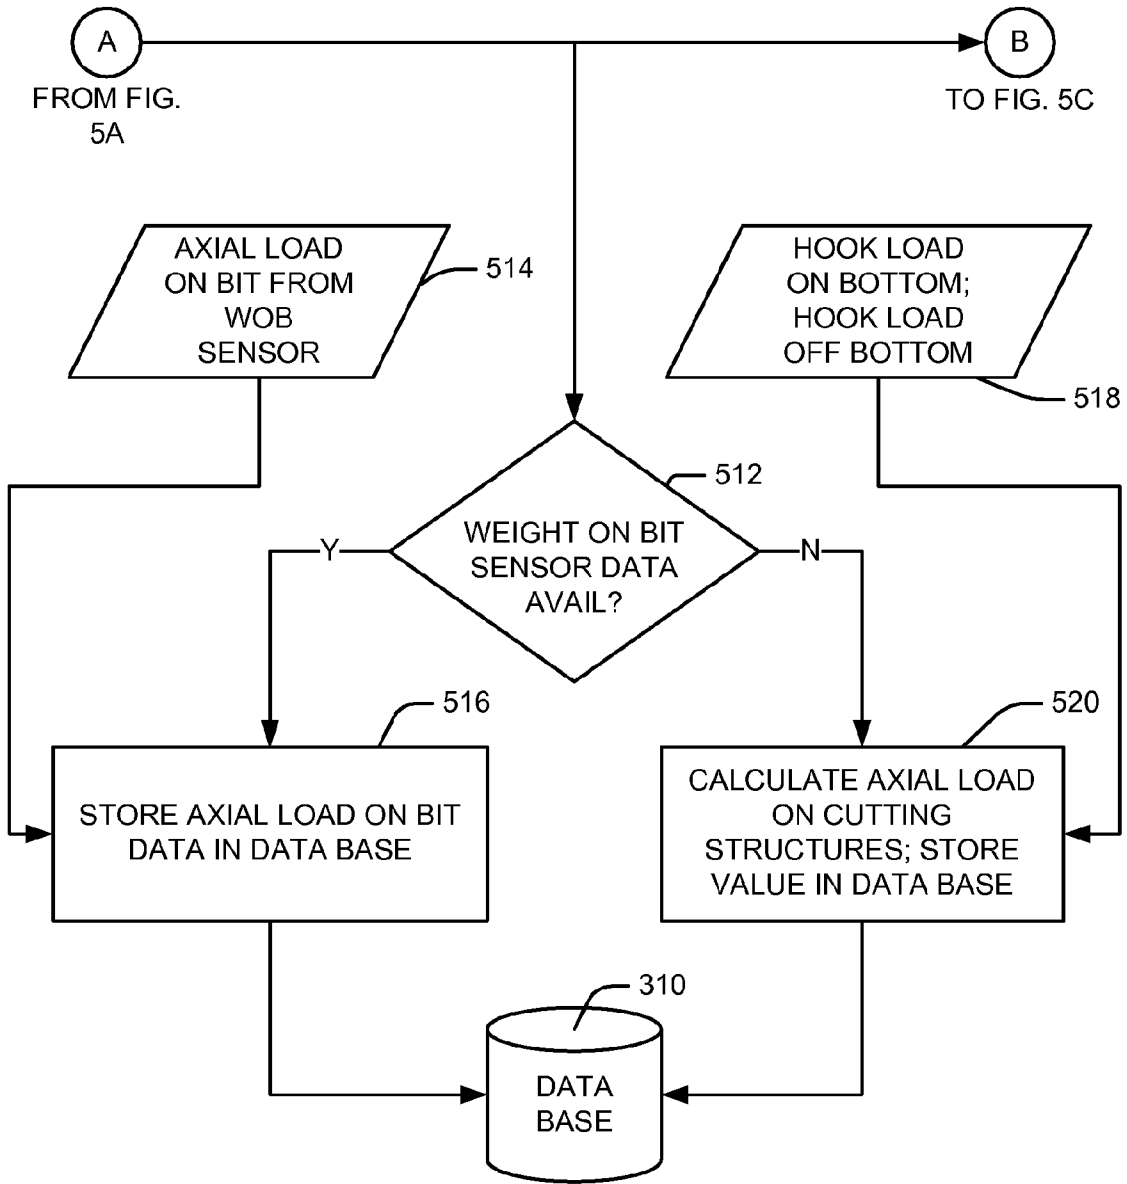 A
B
FROM FIG.
5A
TO FIG. 5C
AXIAL LOAD
ON BIT FROM
WOB
SENSOR
514
HOOK LOAD
ON BOTTOM;
HOOK LOAD
OFF BOTTOM
518
512
WEIGHT ON BIT
SENSOR DATA
AVAIL?
Y
N
516
STORE AXIAL LOAD ON BIT
DATA IN DATA BASE
520
CALCULATE AXIAL LOAD
ON CUTTING
STRUCTURES; STORE
VALUE IN DATA BASE
310
DATA
BASE